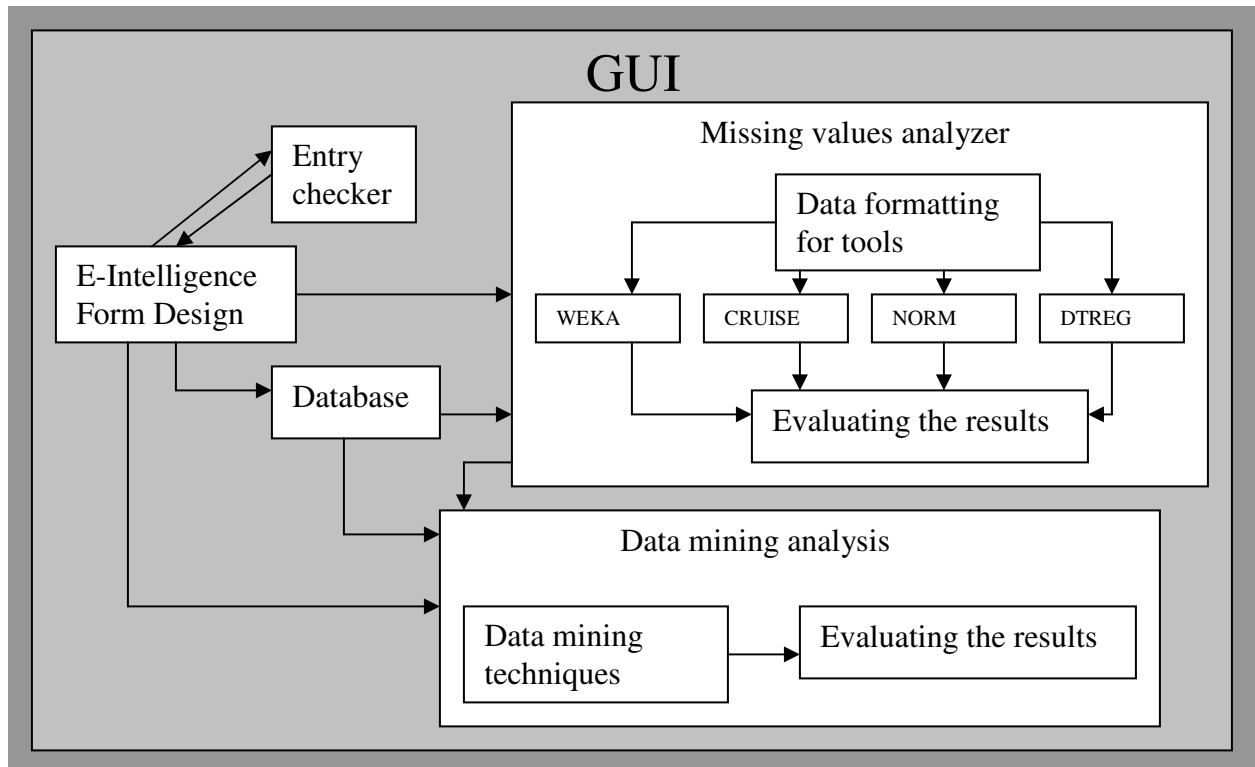 GUI
Missing values analyzer
Entry
checker
Data formatting
for tools
E-Intelligence
Form Design
WEKA
CRUISE
NORM
DTREG
Database
Evaluating the results
Data mining analysis
Data mining
techniques
Evaluating the results